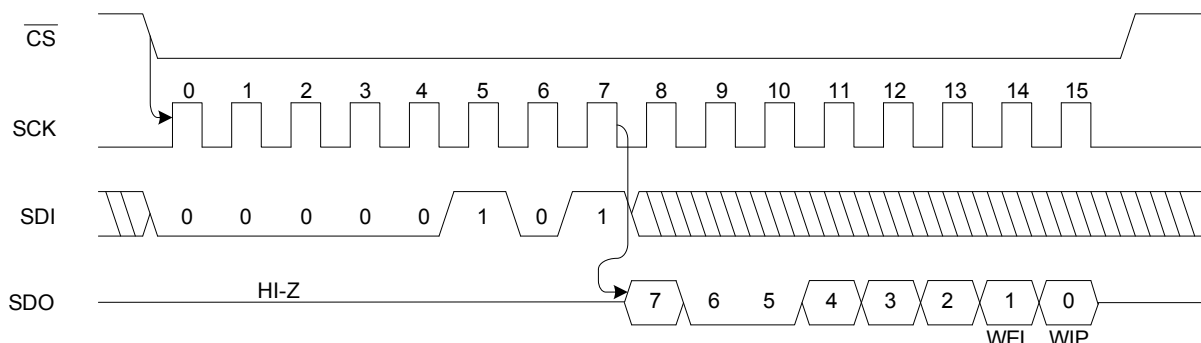 CS
0 1 2 3 4 5 6 7 8 9 10 11 12 13 14 15
SCK
SDI 0 0 0 0 0 1 0 1
HI-Z
SDO 7 6 5 4 3 2 1 0
WEL WIP